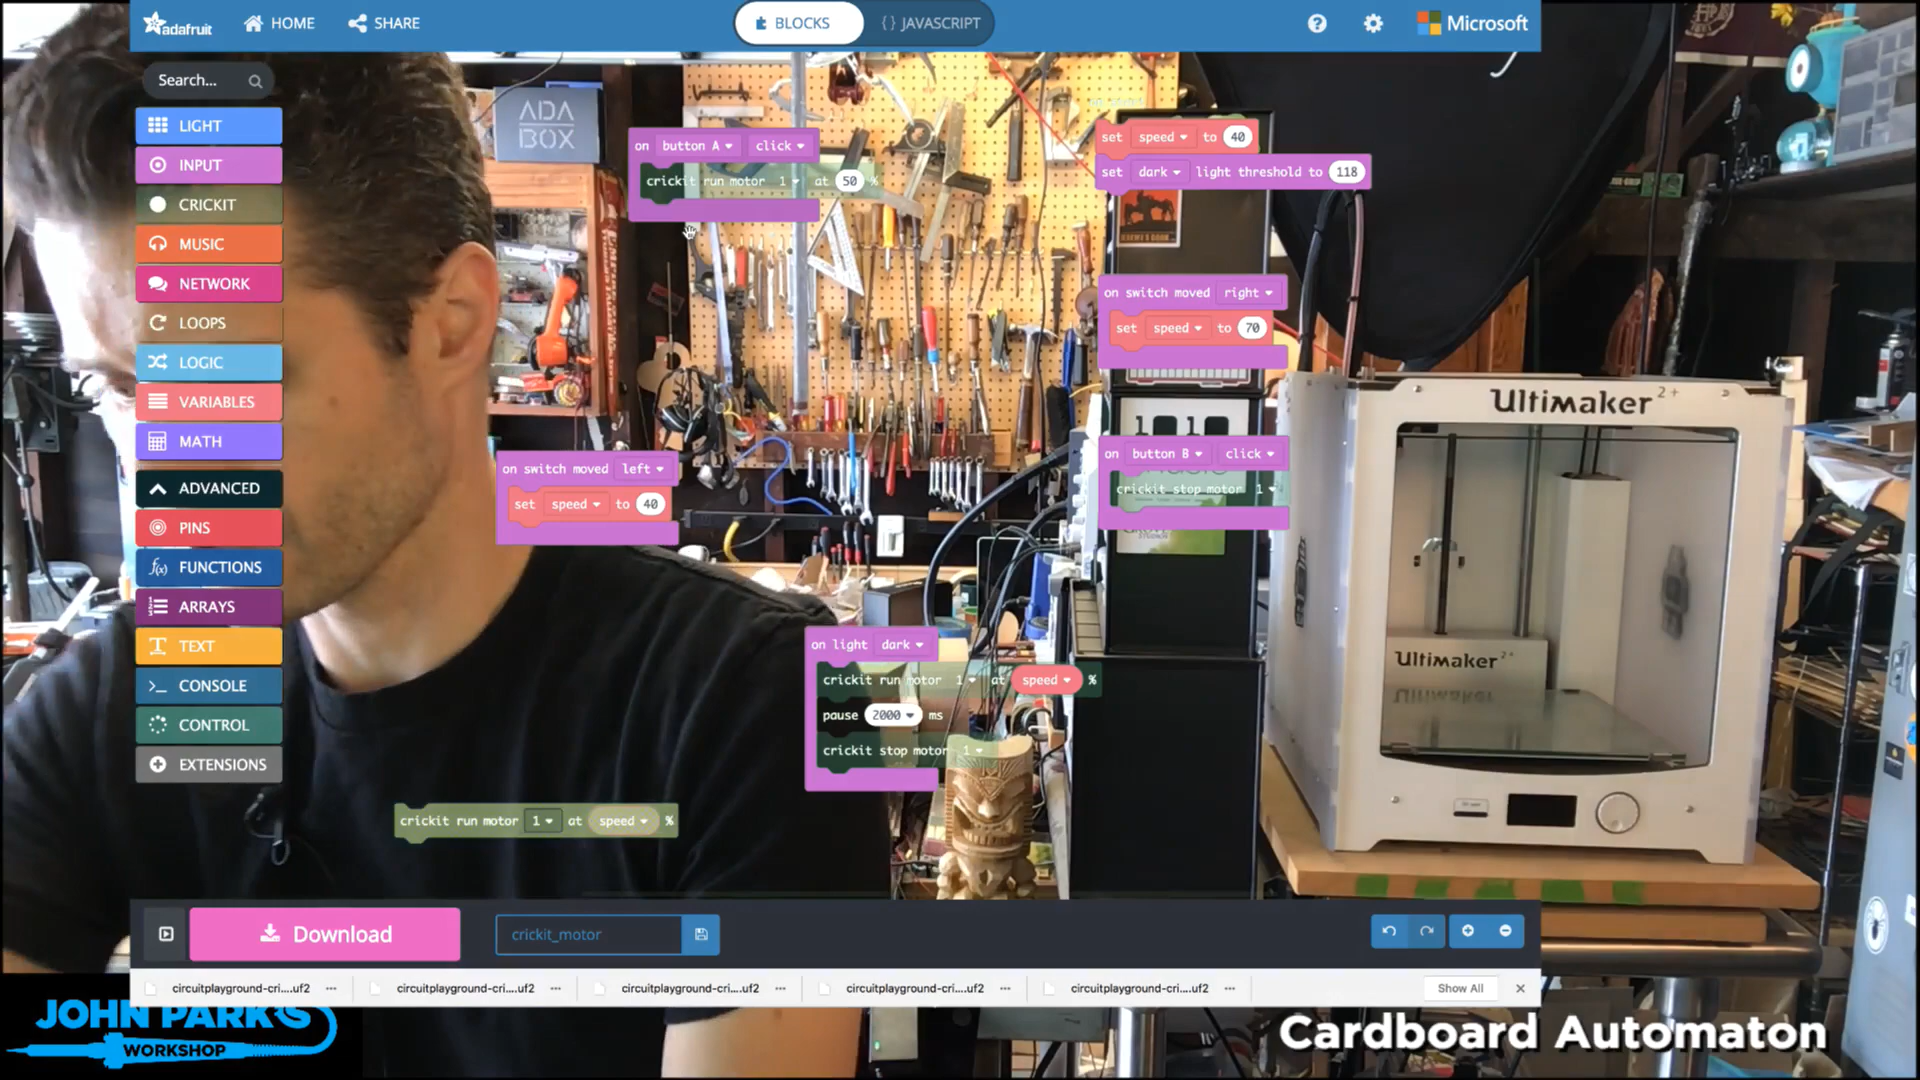 adafruit
HOME
SHARE
BLOCKS
{ } JAVASCRIPT
Microsoft
Search...
LIGHT
INPUT
CRICKIT
MUSIC
NETWORK
LOOPS
LOGIC
VARIABLES
MATH
ADVANCED
PINS
FUNCTIONS
ARRAYS
TEXT
CONSOLE
CONTROL
EXTENSIONS
ADA
BOX
on button A click
crickit run motor 1 at 50 %
set speed to 40
set dark light threshold to 118
on switch moved right
set speed to 70
on switch moved left
set speed to 40
on button B click
crickit stop motor 1
on light dark
crickit run motor 1 at speed %
pause 2000 ms
crickit stop motor 1
crickit run motor 1 at speed %
Ultimaker 2+
Ultimaker 2+
Download
crickit_motor
circuitplayground-cri....uf2
circuitplayground-cri....uf2
circuitplayground-cri....uf2
circuitplayground-cri....uf2
circuitplayground-cri....uf2
Show All
JOHN PARK'S
WORKSHOP
Cardboard Automaton